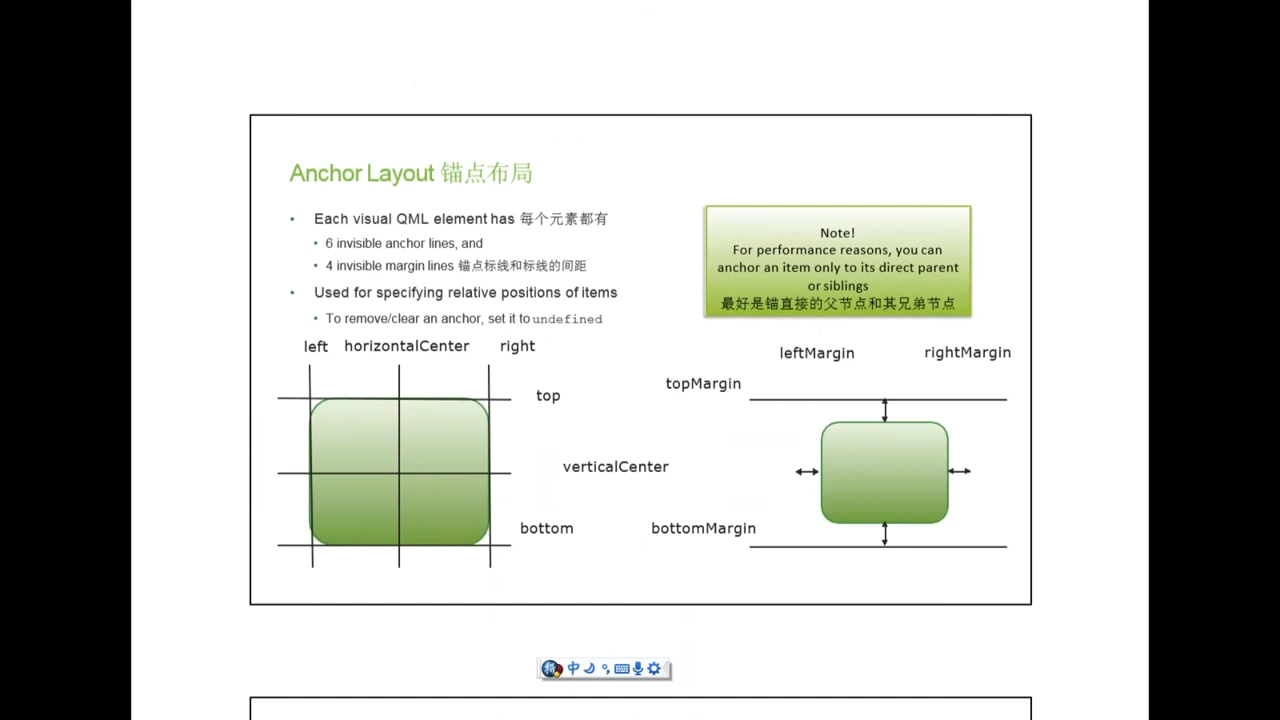 Anchor Layout 锚点布局
Each visual QML element has 每个元素都有
6 invisible anchor lines, and
4 invisible margin lines 锚点标线和标线的间距
Used for specifying relative positions of items
To remove/clear an anchor, set it to undefined
Note!
For performance reasons, you can
anchor an item only to its direct parent
or siblings
最好是锚直接的父节点和其兄弟节点
left horizontalCenter right
top
verticalCenter
bottom
leftMargin rightMargin
topMargin
bottomMargin
中